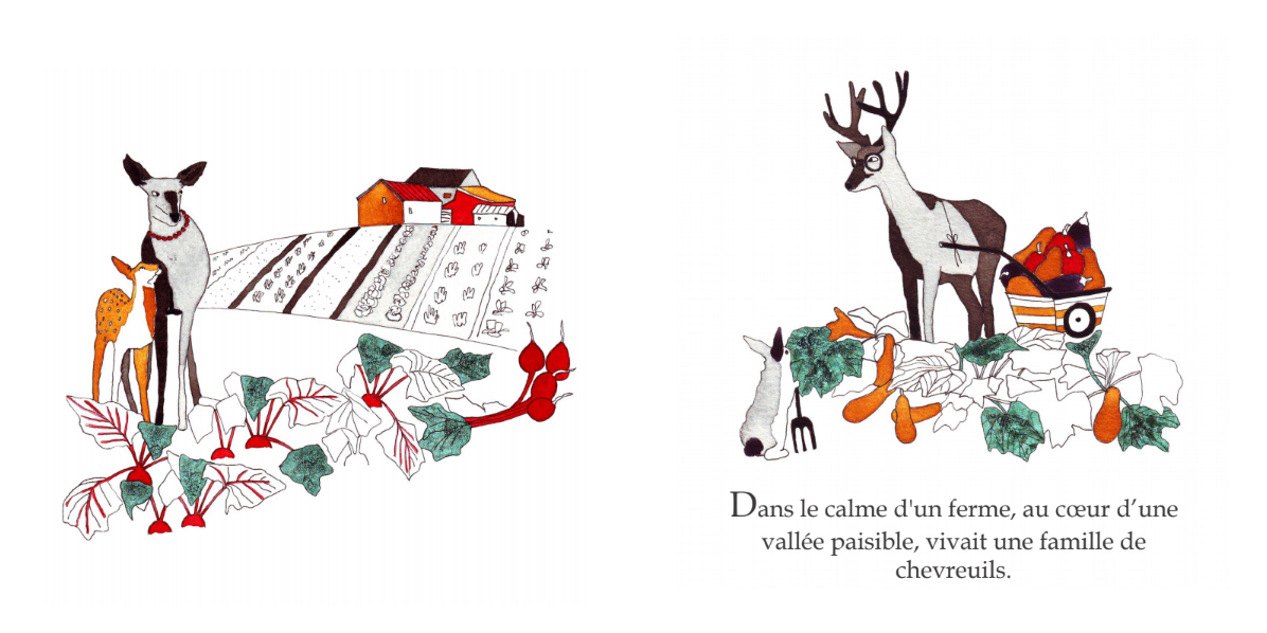 Dans le calme d'un ferme, au cœur d’une
vallée paisible, vivait une famille de
chevreuils.